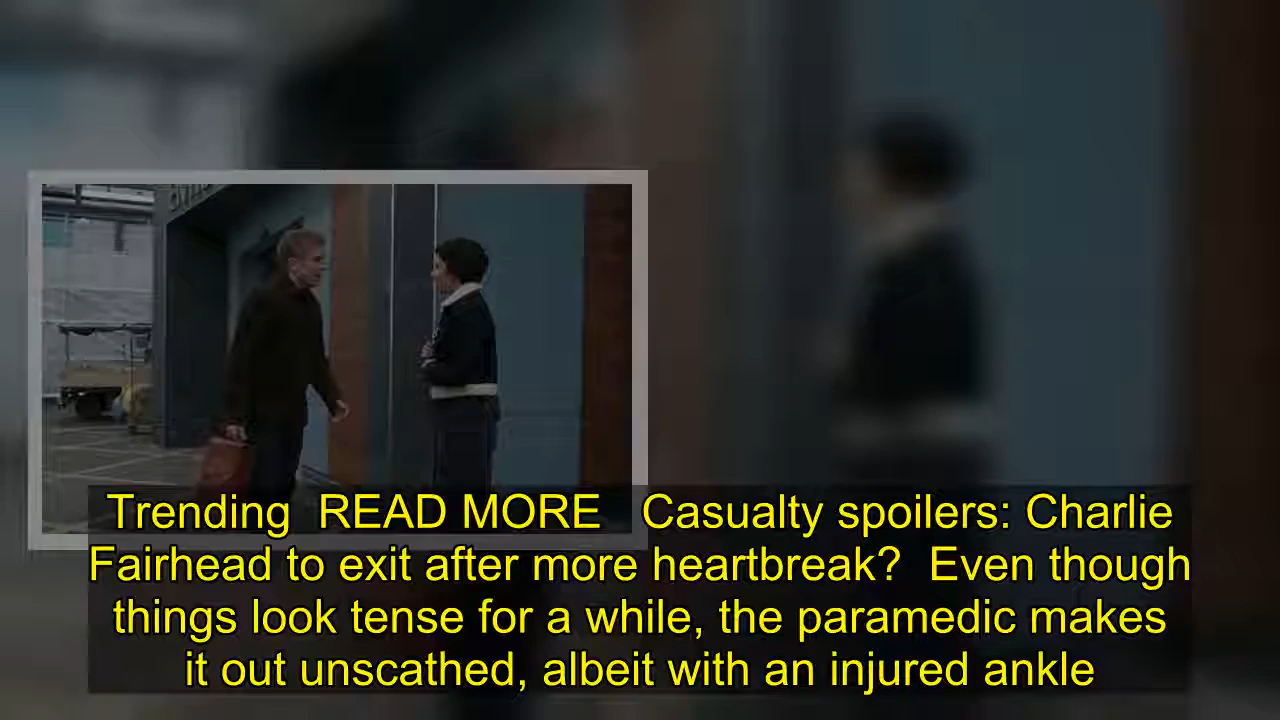 Trending READ MORE Casualty spoilers: Charlie
Fairhead to exit after more heartbreak? Even though
things look tense for a while, the paramedic makes
it out unscathed, albeit with an injured ankle